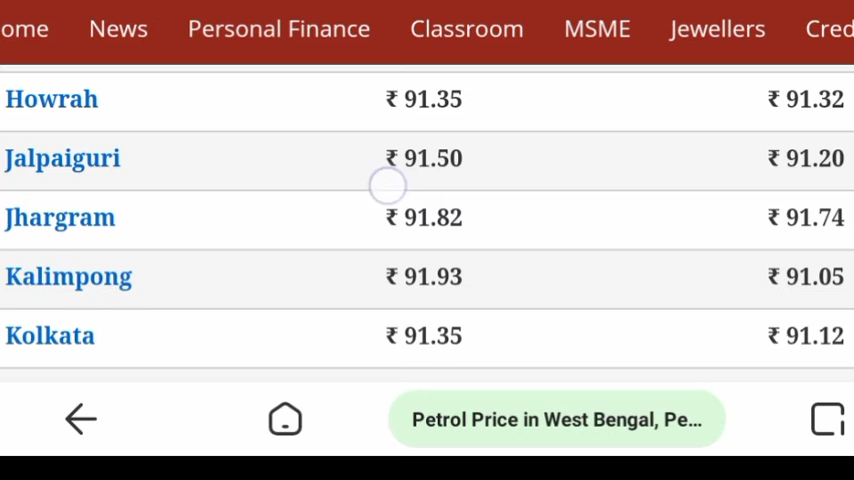 ome News Personal Finance Classroom MSME Jewellers Cred
Howrah ₹ 91.35 ₹ 91.32
Jalpaiguri ₹ 91.50 ₹ 91.20
Jhargram ₹ 91.82 ₹ 91.74
Kalimpong ₹ 91.93 ₹ 91.05
Kolkata ₹ 91.35 ₹ 91.12
Petrol Price in West Bengal, Pe...